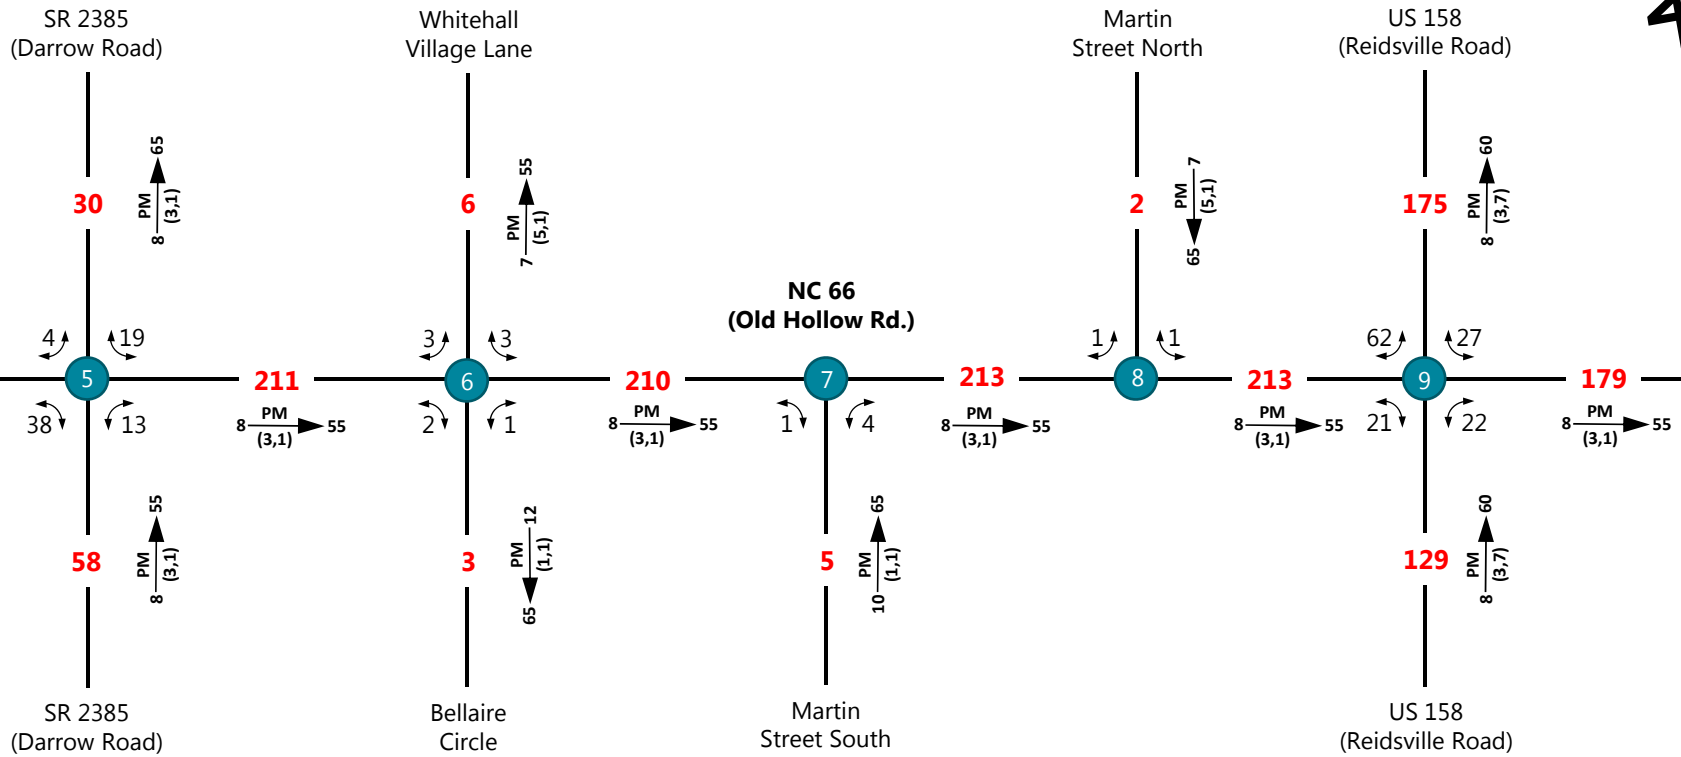 SR 2385
(Darrow Road)
Whitehall
Village Lane
Martin
Street North
US 158
(Reidsville Road)
30
PM
(3,1)
8
65
6
PM
(5,1)
7
55
2
PM
(5,1)
7
65
175
PM
(3,7)
8
60
NC 66
(Old Hollow Rd.)
4
19
3
3
1
1
62
27
5
211
6
210
7
213
8
213
9
179
38
13
8 PM 55
(3,1)
2
1
8 PM 55
(3,1)
1
4
8 PM 55
(3,1)
8 PM 55
(3,1)
21
22
8 PM 55
(3,1)
58
PM
(3,1)
8
55
3
PM
(1,1)
12
65
5
PM
(1,1)
10
65
129
PM
(3,7)
8
60
SR 2385
(Darrow Road)
Bellaire
Circle
Martin
Street South
US 158
(Reidsville Road)